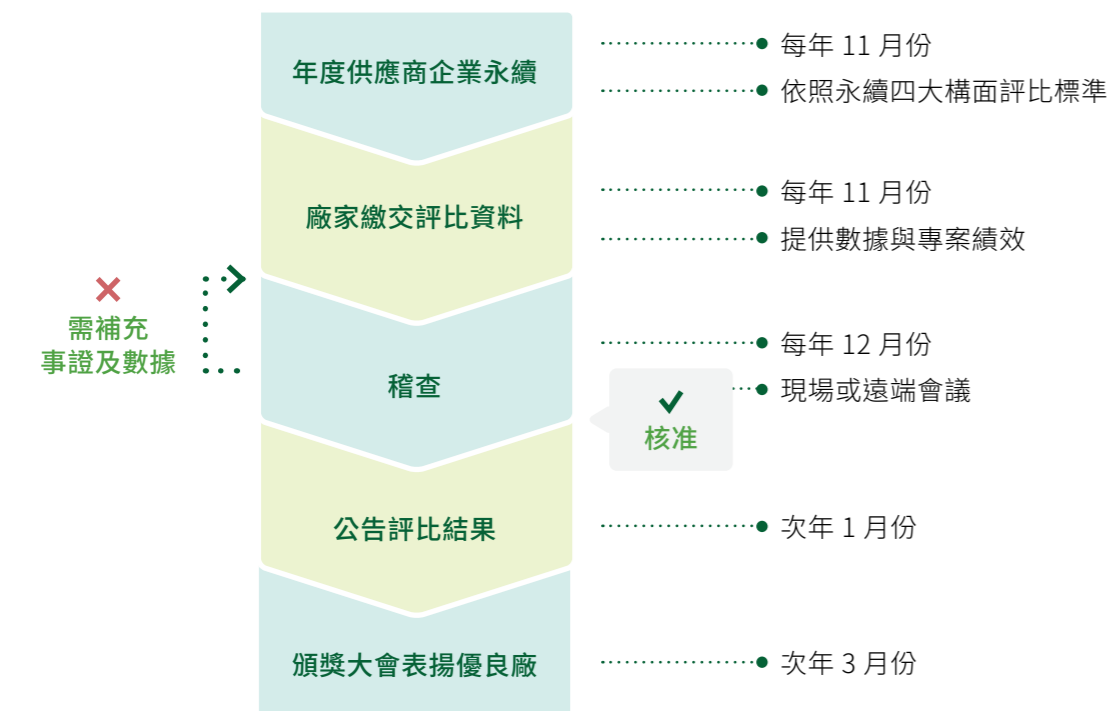 年度供應商企業永續
每年 11 月份
依照永續四大構面評比標準
廠家繳交評比資料
每年 11 月份
提供數據與專案績效
需補充
事證及數據
稽查
每年 12 月份
現場或遠端會議
核准
公告評比結果
次年 1 月份
頒獎大會表揚優良廠
次年 3 月份